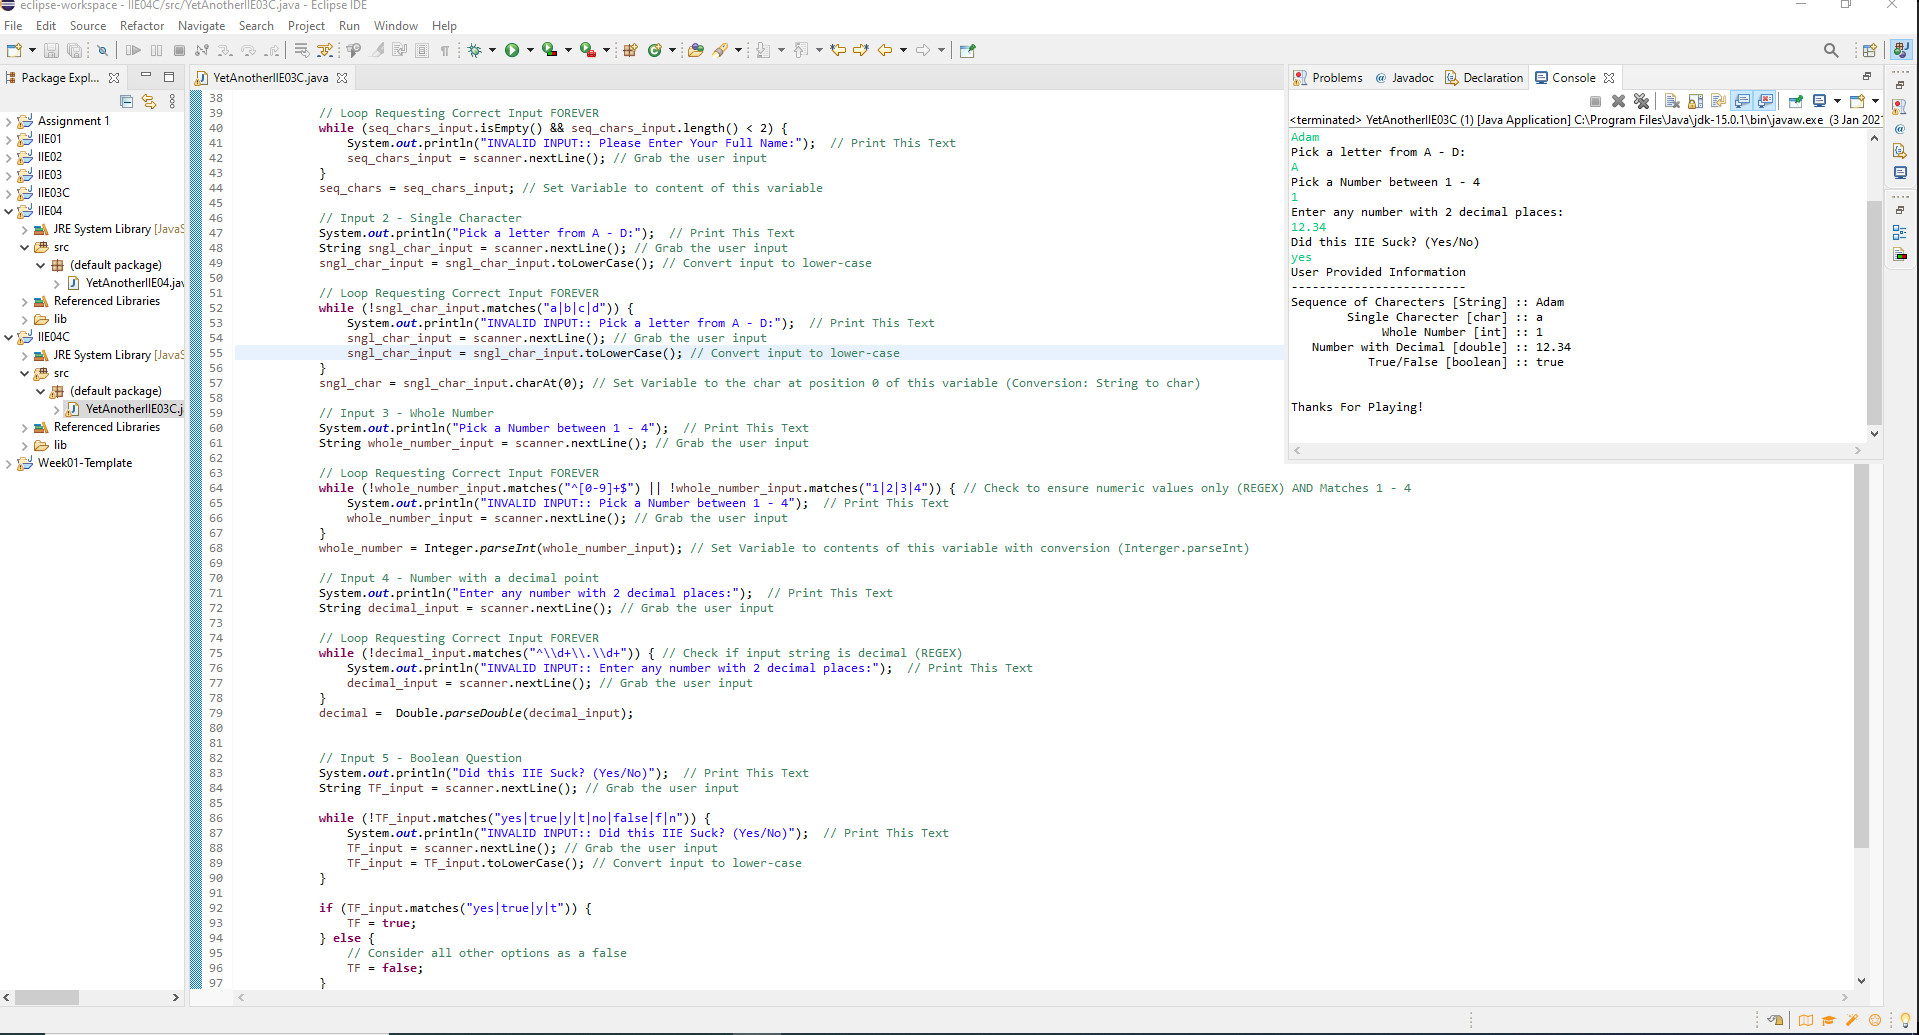 eclipse-workspace - IIE04C/src/YetAnotherIIE03C.java - Eclipse IDE
File Edit Source Refactor Navigate Search Project Run Window Help
Package Expl...
Assignment 1
IIE01
IIE02
IIE03
IIE03C
IIE04
JRE System Library [JavaS
src
(default package)
YetAnotherIIE04.jav
Referenced Libraries
lib
IIE04C
JRE System Library [JavaS
src
(default package)
YetAnotherIIE03C.j
Referenced Libraries
lib
Week01-Template
YetAnotherIIE03C.java
38
39 // Loop Requesting Correct Input FOREVER
40 while (seq_chars_input.isEmpty() && seq_chars_input.length() < 2) {
41 System.out.println("INVALID INPUT:: Please Enter Your Full Name:");  // Print This Text
42 seq_chars_input = scanner.nextLine(); // Grab the user input
43 }
44 seq_chars = seq_chars_input; // Set Variable to content of this variable
45
46 // Input 2 - Single Character
47 System.out.println("Pick a letter from A - D:");  // Print This Text
48 String sngl_char_input = scanner.nextLine(); // Grab the user input
49 sngl_char_input = sngl_char_input.toLowerCase(); // Convert input to lower-case
50
51 // Loop Requesting Correct Input FOREVER
52 while (!sngl_char_input.matches("a|b|c|d")) {
53 System.out.println("INVALID INPUT:: Pick a letter from A - D:");  // Print This Text
54 sngl_char_input = scanner.nextLine(); // Grab the user input
55 sngl_char_input = sngl_char_input.toLowerCase(); // Convert input to lower-case
56 }
57 sngl_char = sngl_char_input.charAt(0); // Set Variable to the char at position 0 of this variable (Conversion: String to char)
58
59 // Input 3 - Whole Number
60 System.out.println("Pick a Number between 1 - 4");  // Print This Text
61 String whole_number_input = scanner.nextLine(); // Grab the user input
62
63 // Loop Requesting Correct Input FOREVER
64 while (!whole_number_input.matches("^[0-9]+$") || !whole_number_input.matches("1|2|3|4")) { // Check to ensure numeric values only (REGEX) AND Matches 1 - 4
65 System.out.println("INVALID INPUT:: Pick a Number between 1 - 4");  // Print This Text
66 whole_number_input = scanner.nextLine(); // Grab the user input
67 }
68 whole_number = Integer.parseInt(whole_number_input); // Set Variable to contents of this variable with conversion (Interger.parseInt)
69
70 // Input 4 - Number with a decimal point
71 System.out.println("Enter any number with 2 decimal places:");  // Print This Text
72 String decimal_input = scanner.nextLine(); // Grab the user input
73
74 // Loop Requesting Correct Input FOREVER
75 while (!decimal_input.matches("^\\d+\\.\\d+")) { // Check if input string is decimal (REGEX)
76 System.out.println("INVALID INPUT:: Enter any number with 2 decimal places:");  // Print This Text
77 decimal_input = scanner.nextLine(); // Grab the user input
78 }
79 decimal =  Double.parseDouble(decimal_input);
80
81
82 // Input 5 - Boolean Question
83 System.out.println("Did this IIE Suck? (Yes/No)");  // Print This Text
84 String TF_input = scanner.nextLine(); // Grab the user input
85
86 while (!TF_input.matches("yes|true|y|t|no|false|f|n")) {
87 System.out.println("INVALID INPUT:: Did this IIE Suck? (Yes/No)");  // Print This Text
88 TF_input = scanner.nextLine(); // Grab the user input
89 TF_input = TF_input.toLowerCase(); // Convert input to lower-case
90 }
91
92 if (TF_input.matches("yes|true|y|t")) {
93 TF = true;
94 } else {
95 // Consider all other options as a false
96 TF = false;
97 }
Problems @ Javadoc Declaration Console
<terminated> YetAnotherIIE03C (1) [Java Application] C:\Program Files\Java\jdk-15.0.1\bin\javaw.exe (3 Jan 202
Adam
Pick a letter from A - D:
A
Pick a Number between 1 - 4
1
Enter any number with 2 decimal places:
12.34
Did this IIE Suck? (Yes/No)
yes
User Provided Information
-------------------------
Sequence of Charecters [String] :: Adam
Single Charecter [char] :: a
Whole Number [int] :: 1
Number with Decimal [double] :: 12.34
True/False [boolean] :: true
Thanks For Playing!